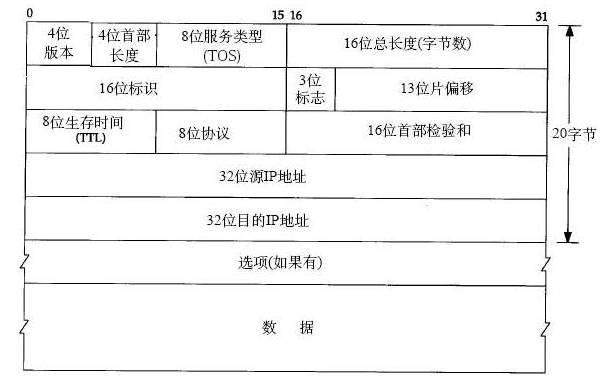 0 15 16 31
4位版本 4位首部长度 8位服务类型(TOS) 16位总长度(字节数)
16位标识 3位标志 13位片偏移
8位生存时间(TTL) 8位协议 16位首部检验和
20字节
32位源IP地址
32位目的IP地址
选项(如果有)
数 据